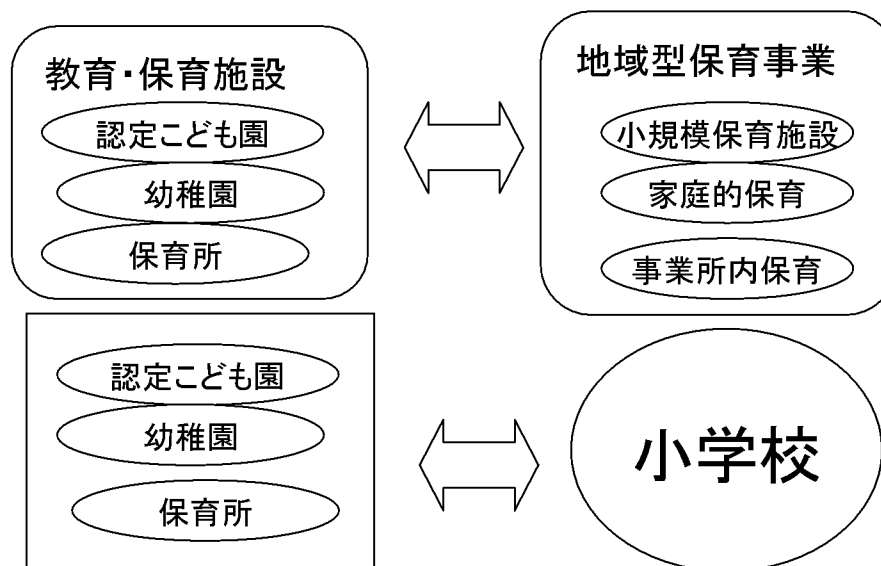 教育・保育施設
認定こども園
幼稚園
保育所
地域型保育事業
小規模保育施設
家庭的保育
事業所内保育
認定こども園
幼稚園
保育所
小学校